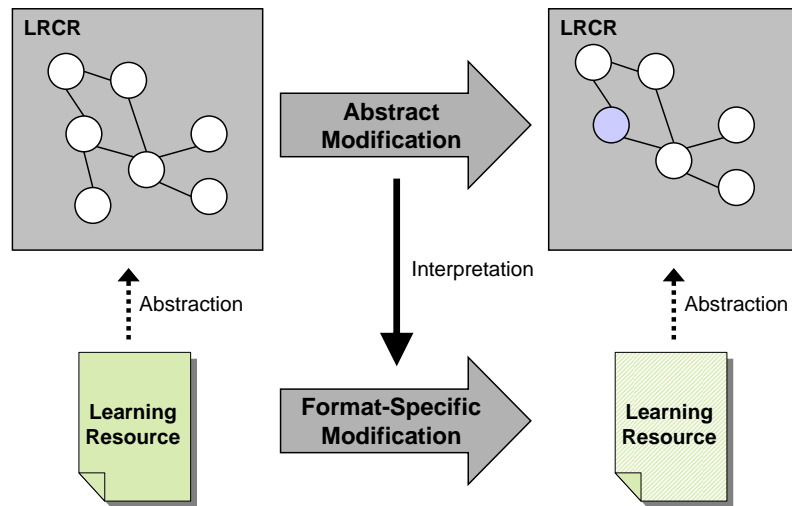 LRCR
LRCR
Abstract
Modification
Interpretation
Abstraction
Abstraction
Learning
Resource
Format-Specific
Modification
Learning
Resource